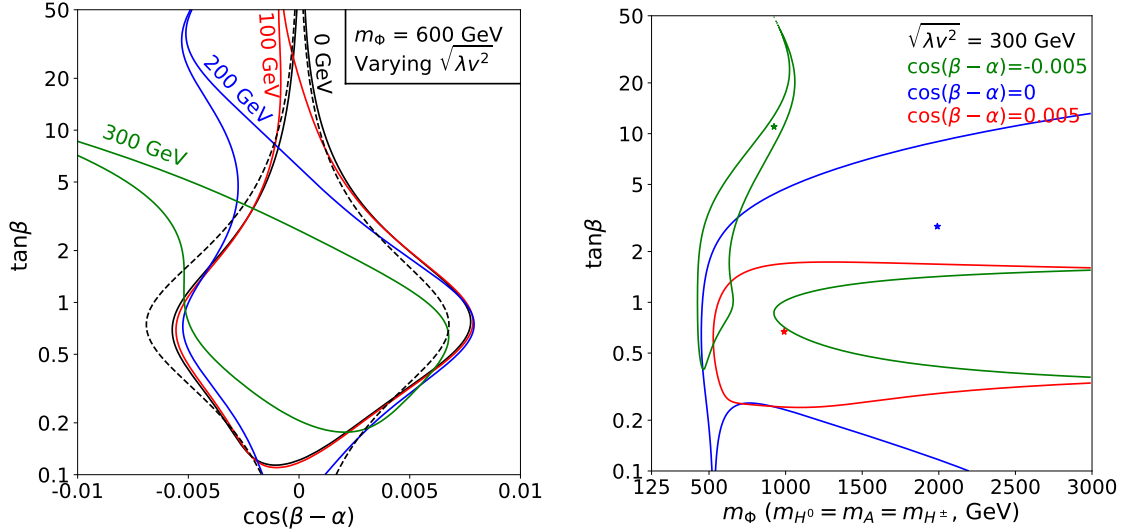 50
20
10
5
2
1
0.5
0.2
0.1
tanβ
-0.01
-0.005
0
0.005
0.01
cos(β − α)
m_Φ = 600 GeV
Varying √λv²
0 GeV
100 GeV
200 GeV
300 GeV
50
20
10
5
2
1
0.5
0.2
0.1
tanβ
125
500
1000
1500
2000
2500
3000
m_Φ (m_H⁰ = m_A = m_H±, GeV)
√λv² = 300 GeV
cos(β − α)=-0.005
cos(β − α)=0
cos(β − α)=0.005